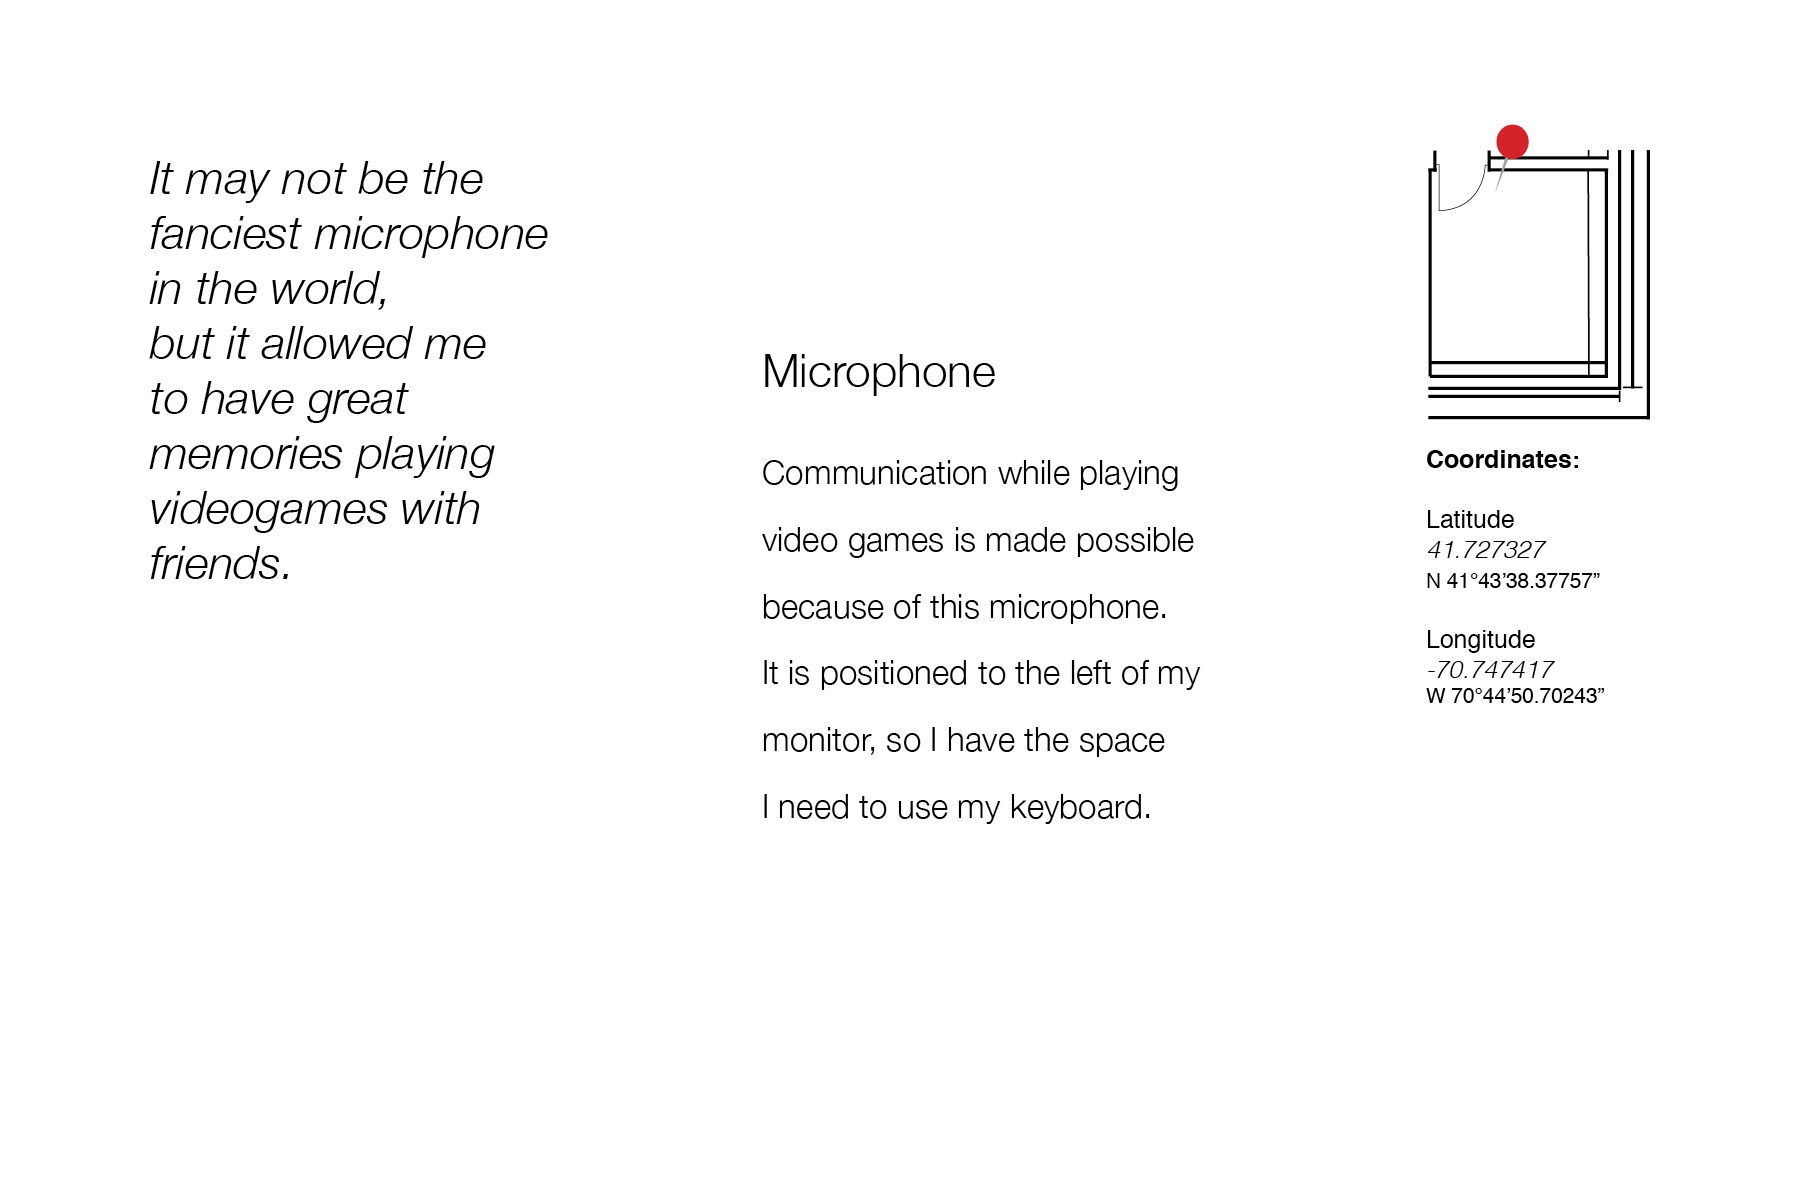 It may not be the
fanciest microphone
in the world,
but it allowed me
to have great
memories playing
videogames with
friends.
Microphone
Communication while playing
video games is made possible
because of this microphone.
It is positioned to the left of my
monitor, so I have the space
I need to use my keyboard.
Coordinates:
Latitude
41.727327
N 41°43’38.37757”
Longitude
-70.747417
W 70°44’50.70243”